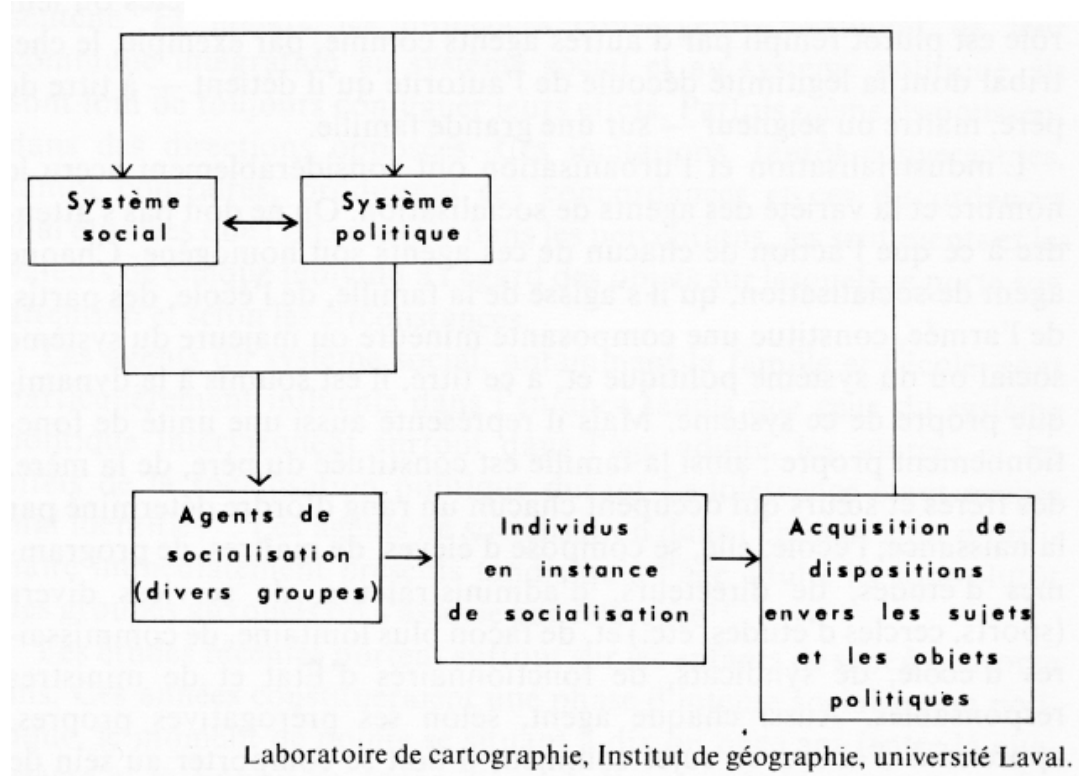 Système
social
Système
politique
Agents de
socialisation
(divers groupes)
Individus
en instance
de socialisation
Acquisition de
dispositions
envers les sujets
et les objets
politiques
Laboratoire de cartographie, Institut de géographie, université Laval.